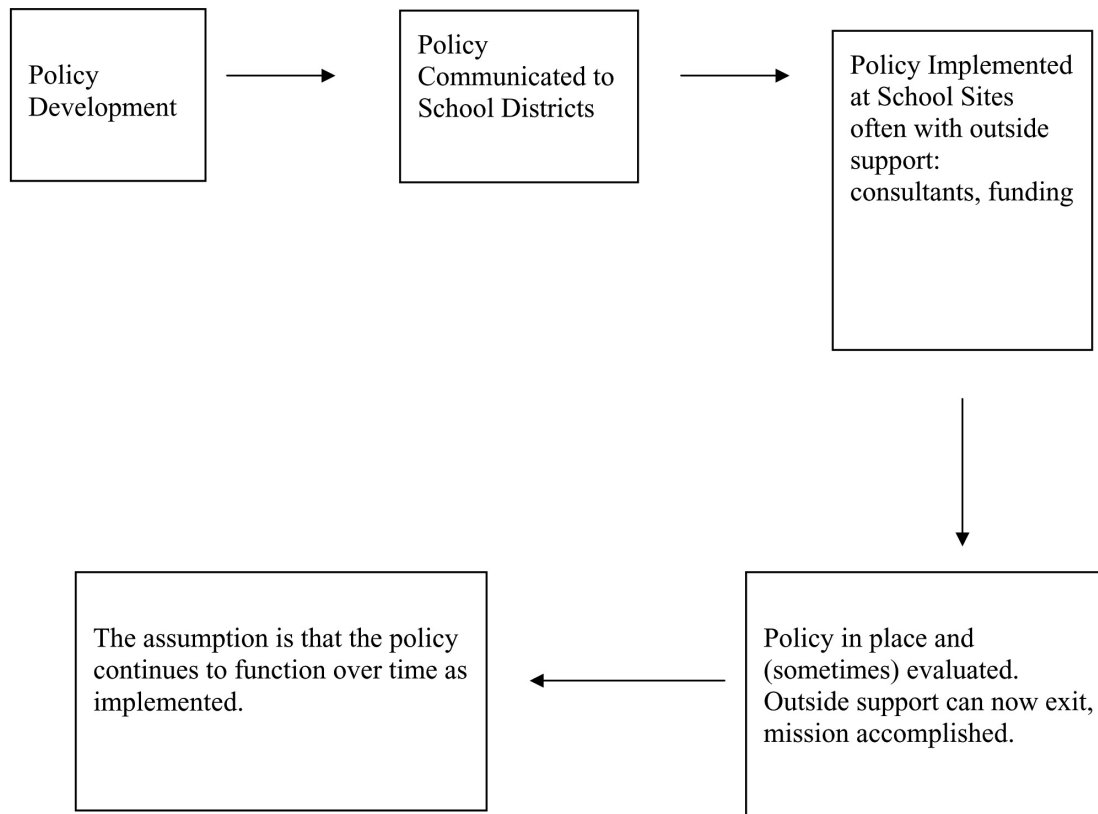 Policy
Development
Policy
Communicated to
School Districts
Policy Implemented
at School Sites
often with outside
support:
consultants, funding
Policy in place and
(sometimes) evaluated.
Outside support can now exit,
mission accomplished.
The assumption is that the policy
continues to function over time as
implemented.